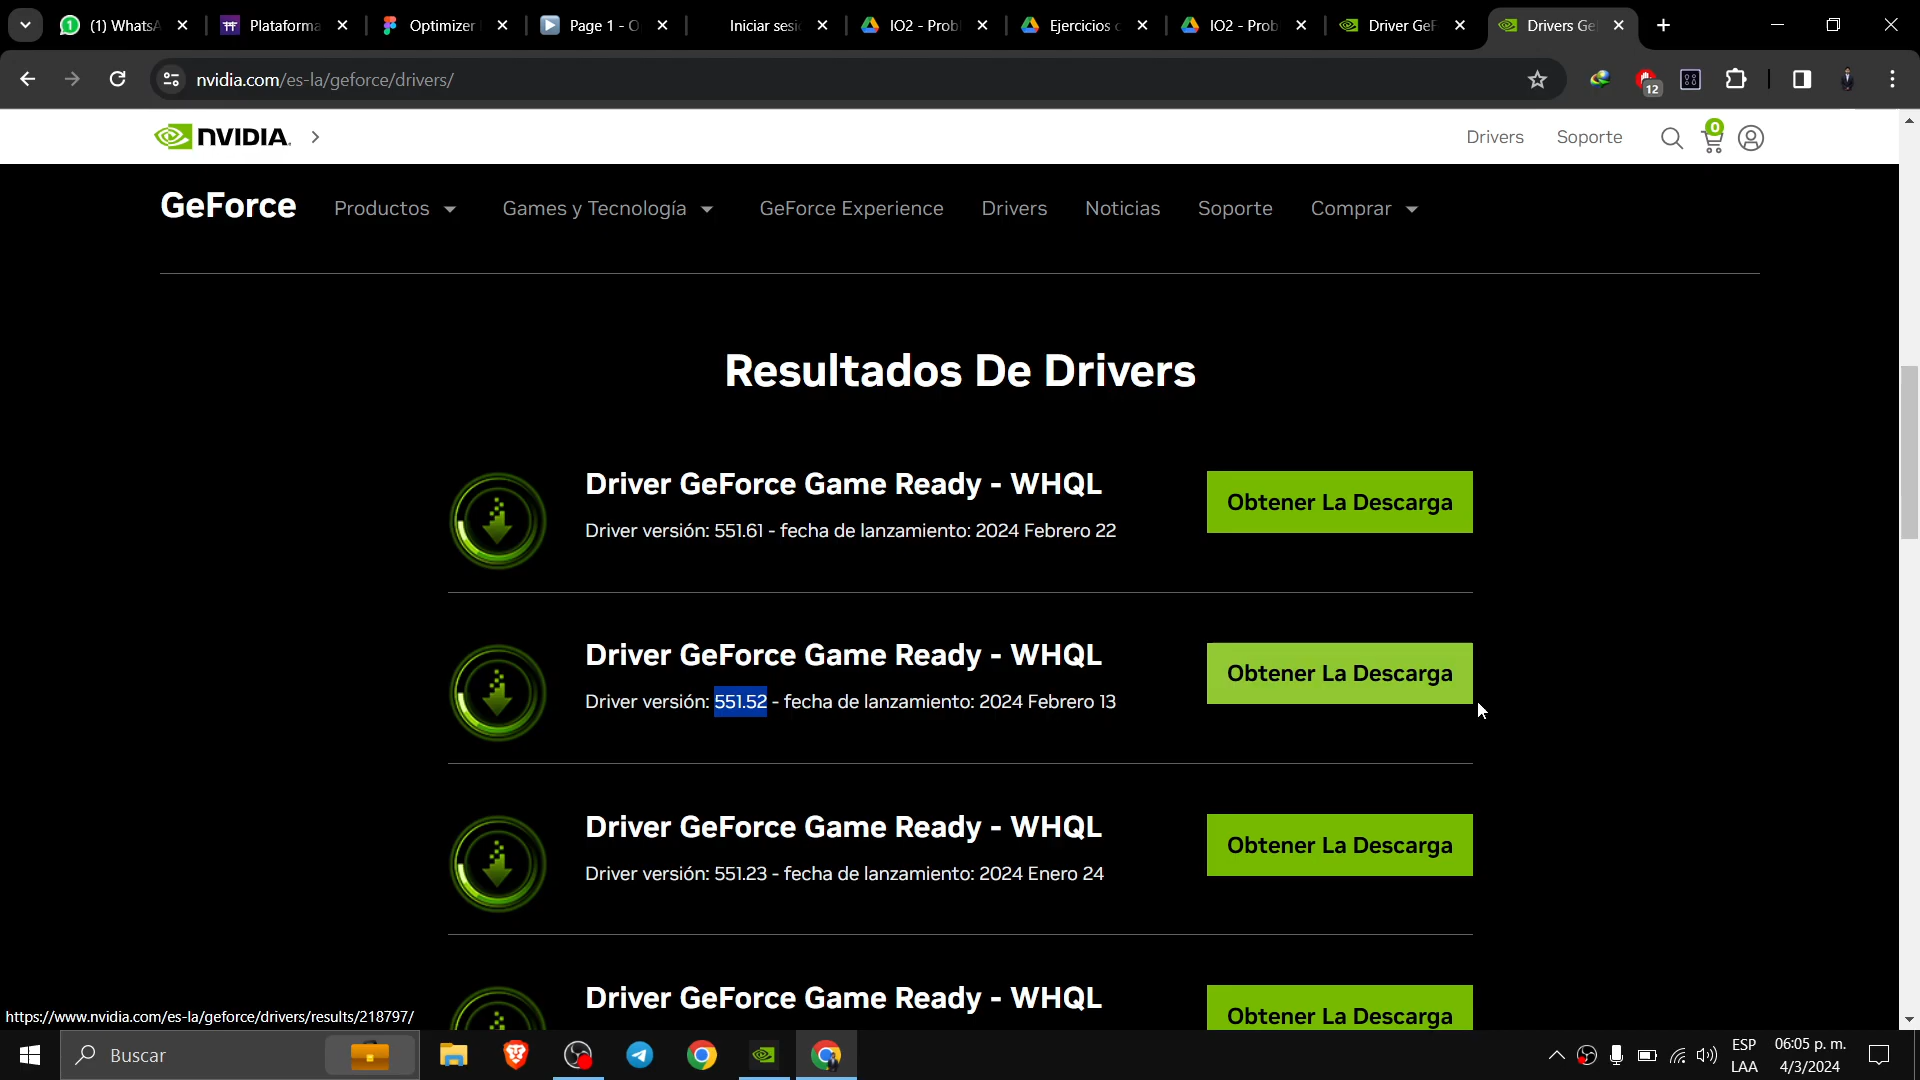 (1) WhatsA
Plataforma
Optimizer
Page 1 - O
Iniciar sesi
IO2 - Prob
Ejercicios c
IO2 - Prob
Driver GeF
Drivers Ge
nvidia.com/es-la/geforce/drivers/
12
NVIDIA.
Drivers
Soporte
0
GeForce
Productos
Games y Tecnología
GeForce Experience
Drivers
Noticias
Soporte
Comprar
Resultados De Drivers
Driver GeForce Game Ready - WHQL
Obtener La Descarga
Driver versión: 551.61 - fecha de lanzamiento: 2024 Febrero 22
Driver GeForce Game Ready - WHQL
Obtener La Descarga
Driver versión: 551.52 - fecha de lanzamiento: 2024 Febrero 13
Driver GeForce Game Ready - WHQL
Obtener La Descarga
Driver versión: 551.23 - fecha de lanzamiento: 2024 Enero 24
Driver GeForce Game Ready - WHQL
Obtener La Descarga
https://www.nvidia.com/es-la/geforce/drivers/results/218797/
Buscar
ESP
LAA
06:05 p. m.
4/3/2024